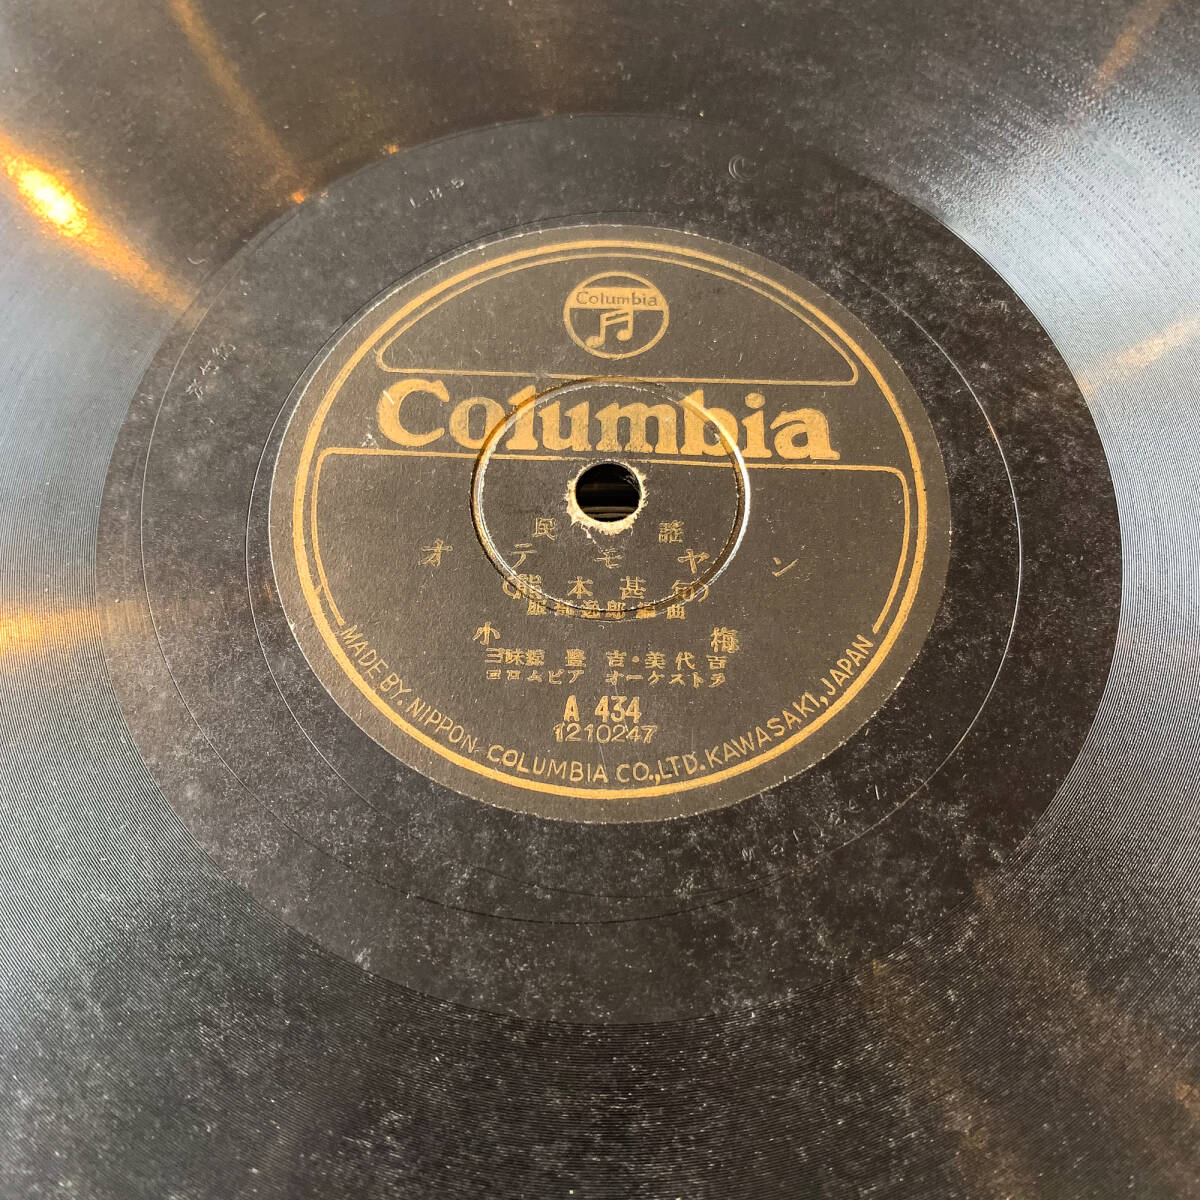 Columbia
Columbia
民謡
オテモヤン
(熊本甚句)
服部逸郎・編曲
小梅
三味線 豊吉・美代吉
コロムビア オーケストラ
A 434
1210247
MADE BY. NIPPON COLUMBIA CO., LTD. KAWASAKI, JAPAN